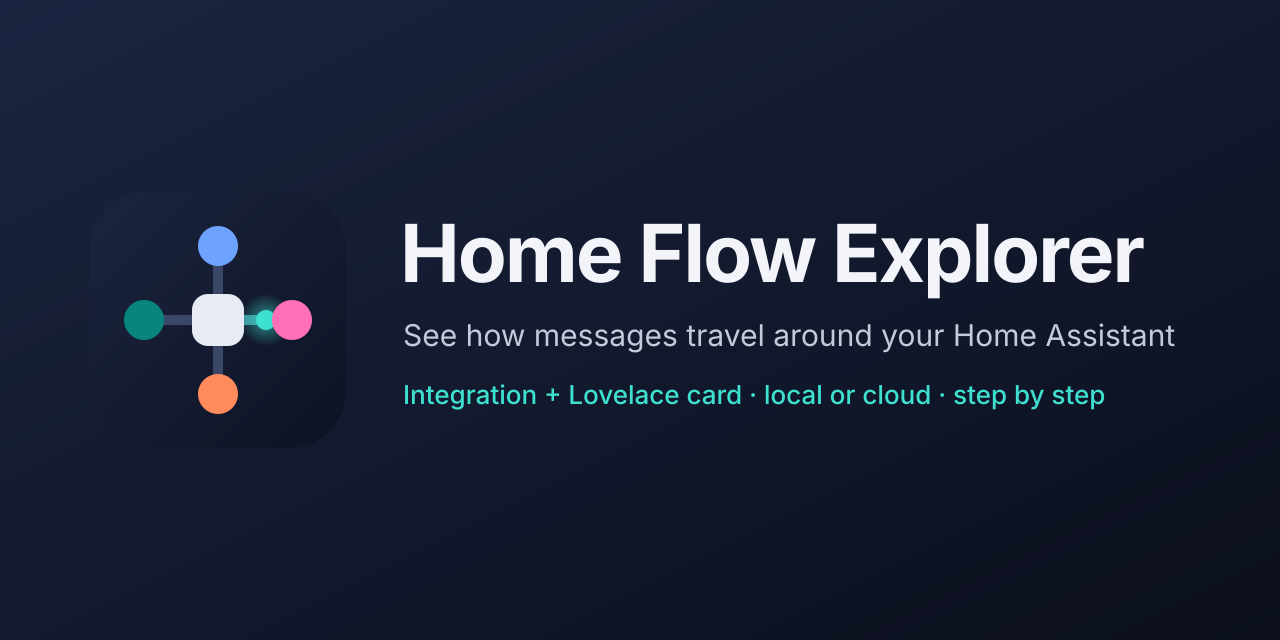 Home Flow Explorer
See how messages travel around your Home Assistant
Integration + Lovelace card · local or cloud · step by step